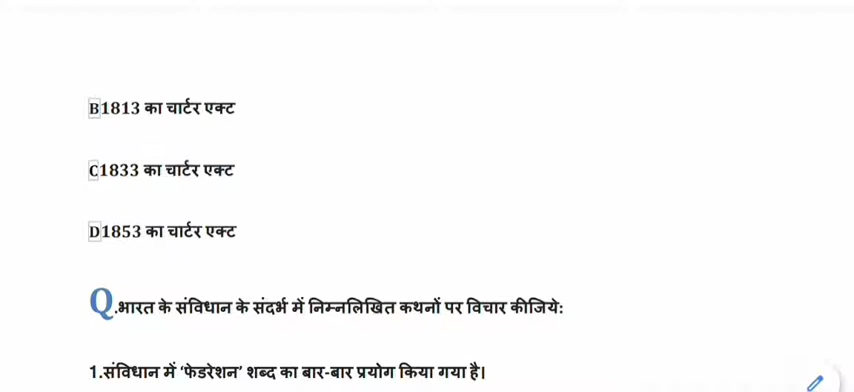 B1813 का चार्टर एक्ट
C1833 का चार्टर एक्ट
D1853 का चार्टर एक्ट
Q.भारत के संविधान के संदर्भ में निम्नलिखित कथनों पर विचार कीजिये:
1.संविधान में ‘फेडरेशन’ शब्द का बार-बार प्रयोग किया गया है।